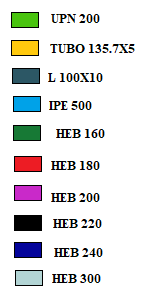 UPN 200
TUBO 135.7X5
L 100X10
IPE 500
HEB 160
HEB 180
HEB 200
HEB 220
HEB 240
HEB 300